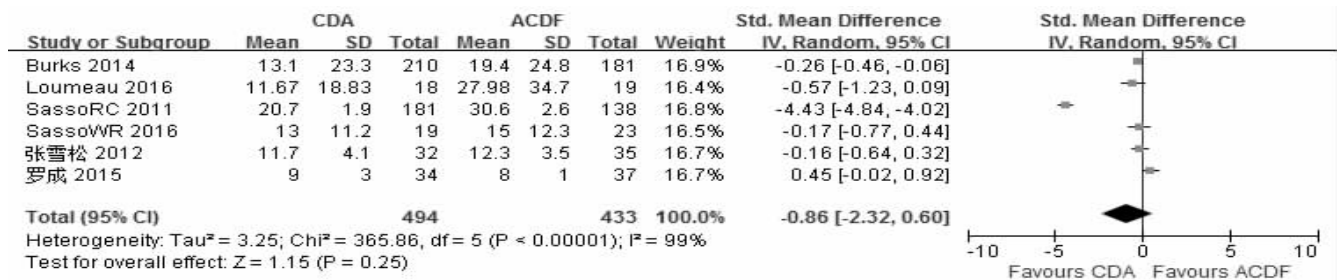 CDA ACDF Std. Mean Difference Std. Mean Difference
Study or Subgroup Mean SD Total Mean SD Total Weight IV, Random, 95% CI IV, Random, 95% CI
Burks 2014 13.1 23.3 210 19.4 24.8 181 16.9% -0.26 [-0.46, -0.06]
Loumeau 2016 11.67 18.83 18 27.98 34.7 19 16.4% -0.57 [-1.23, 0.09]
SassoRC 2011 20.7 1.9 181 30.6 2.6 138 16.8% -4.43 [-4.84, -4.02]
SassoWR 2016 13 11.2 19 15 12.3 23 16.5% -0.17 [-0.77, 0.44]
张雪松 2012 11.7 4.1 32 12.3 3.5 35 16.7% -0.16 [-0.64, 0.32]
罗成 2015 9 3 34 8 1 37 16.7% 0.45 [-0.02, 0.92]
Total (95% CI) 494 433 100.0% -0.86 [-2.32, 0.60]
Heterogeneity: Tau² = 3.25; Chi² = 365.86, df = 5 (P < 0.00001); I² = 99%
Test for overall effect: Z = 1.15 (P = 0.25)
-10 -5 0 5 10
Favours CDA Favours ACDF